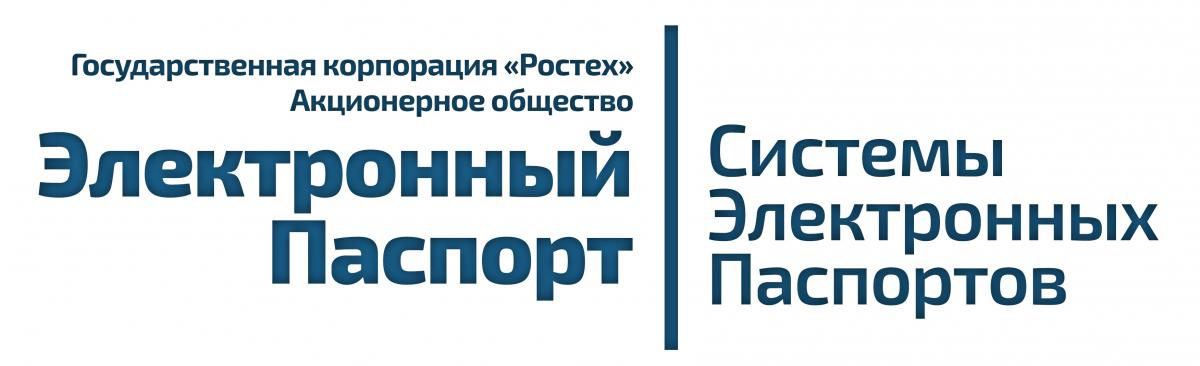 Государственная корпорация «Ростех»
Акционерное общество
Электронный
Паспорт
Системы
Электронных
Паспортов